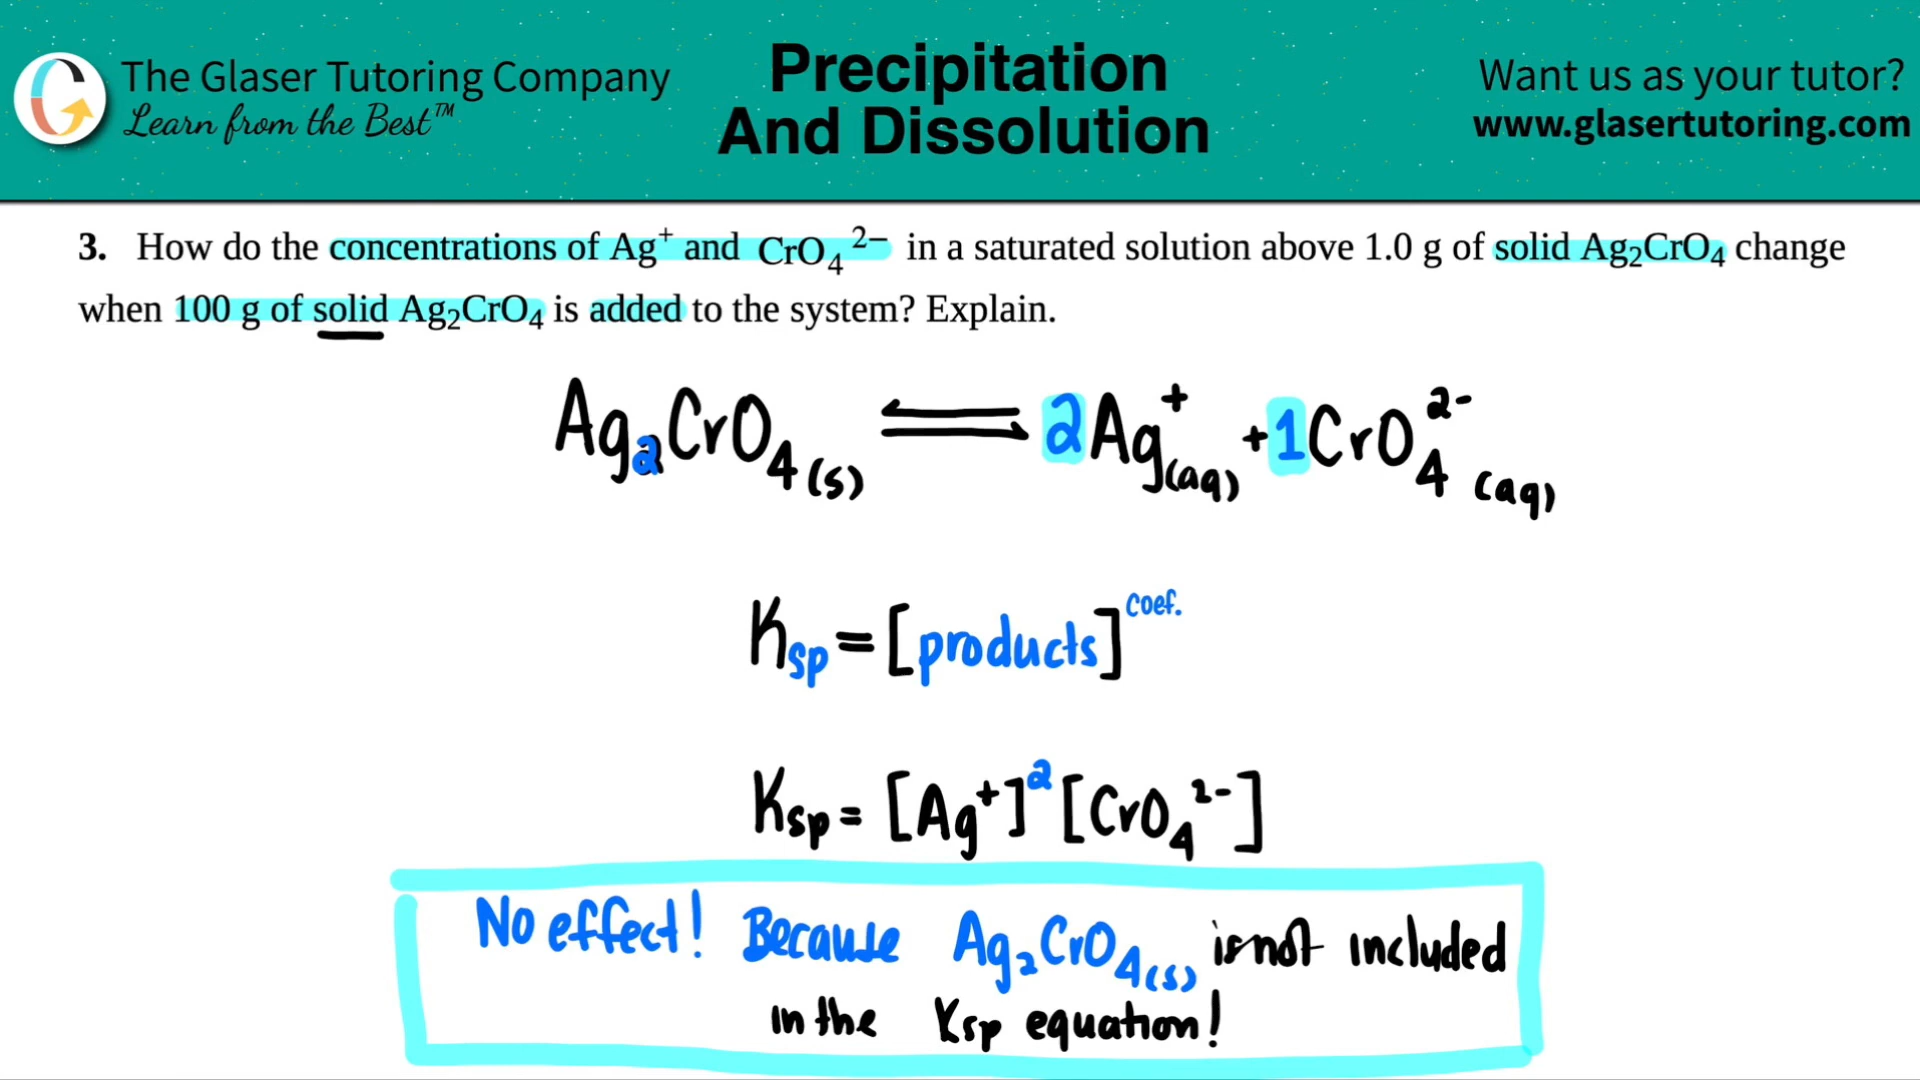 The Glaser Tutoring Company
Learn from the Best™
Precipitation
And Dissolution
Want us as your tutor?
www.glasertutoring.com
3. How do the concentrations of Ag⁺ and CrO₄²⁻ in a saturated solution above 1.0 g of solid Ag₂CrO₄ change
when 100 g of solid Ag₂CrO₄ is added to the system? Explain.
Ag₂CrO₄(s) ⇌ 2Ag⁺(aq) + 1CrO₄²⁻(aq)
Ksp = [products]^coef.
Ksp = [Ag⁺]²[CrO₄²⁻]
No effect! Because Ag₂CrO₄(s) is not included
in the Ksp equation!